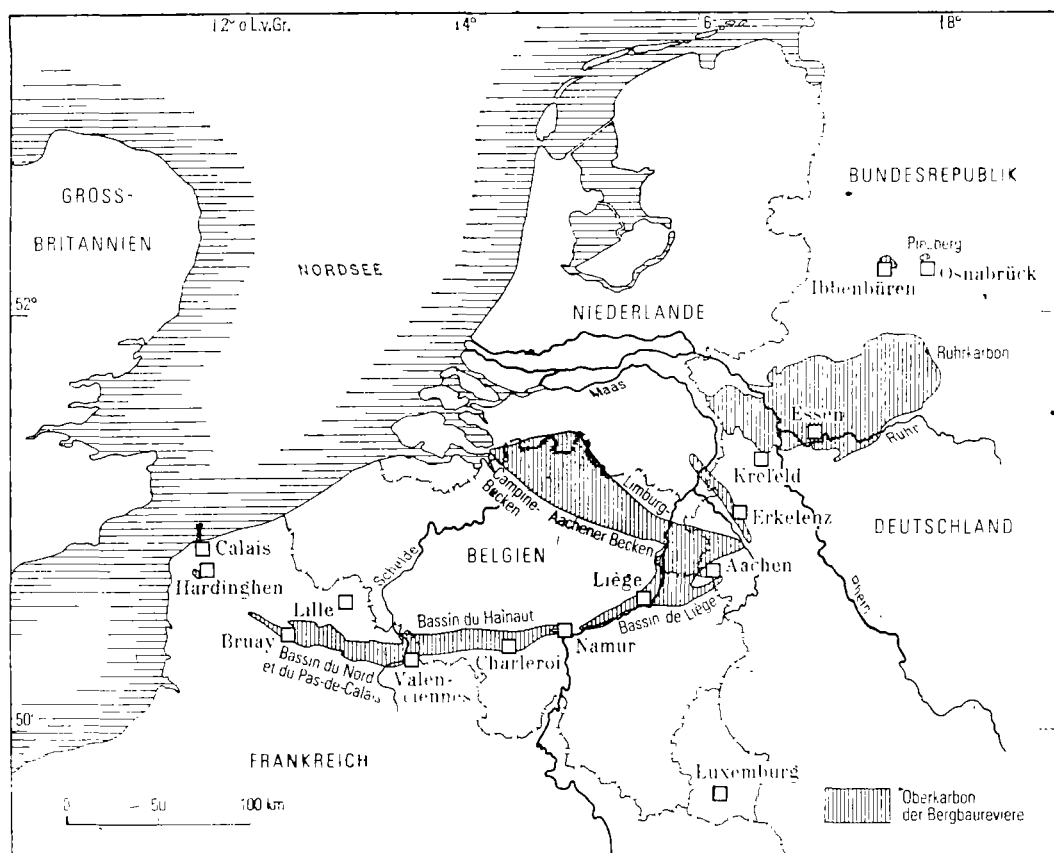 12° o L.v.Gr.
14°
6°
18°
GROSS-
BRITANNIEN
NORDSEE
BUNDESREPUBLIK
Osnabrück
Ibbenbüren
52°
NIEDERLANDE
Ruhrkarbon
Maas
Essen
Ruhr
Krefeld
Campine-
Becken
Limburg-
Aachener Becken
Erkelenz
DEUTSCHLAND
Calais
Hardinghen
Schulde
BELGIEN
Aachen
Liège
Rhein
Lille
Bassin du Hainaut
Bassin de Liège
Bruay
Namur
Charleroi
Bassin du Nord
et du Pas-de-Calais
Valen-
ciennes
50°
FRANKREICH
Luxemburg
0
50
100 km
Oberkarbon
der Bergbaureviere